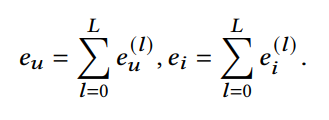 e_u = \sum_{l=0}^{L} e_u^{(l)}, e_i = \sum_{l=0}^{L} e_i^{(l)}.